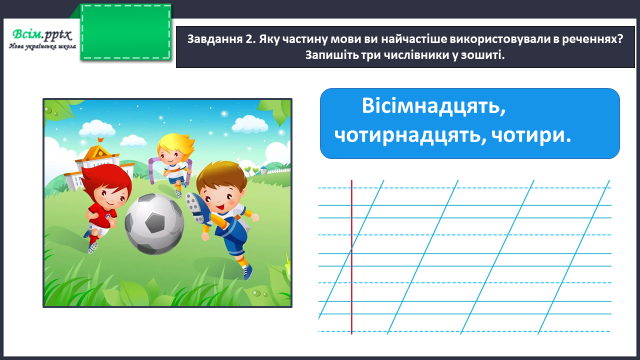 Всім.pptx
Нова українська школа
Завдання 2. Яку частину мови ви найчастіше використовували в реченнях?
Запишіть три числівники у зошиті.
Вісімнадцять,
чотирнадцять, чотири.